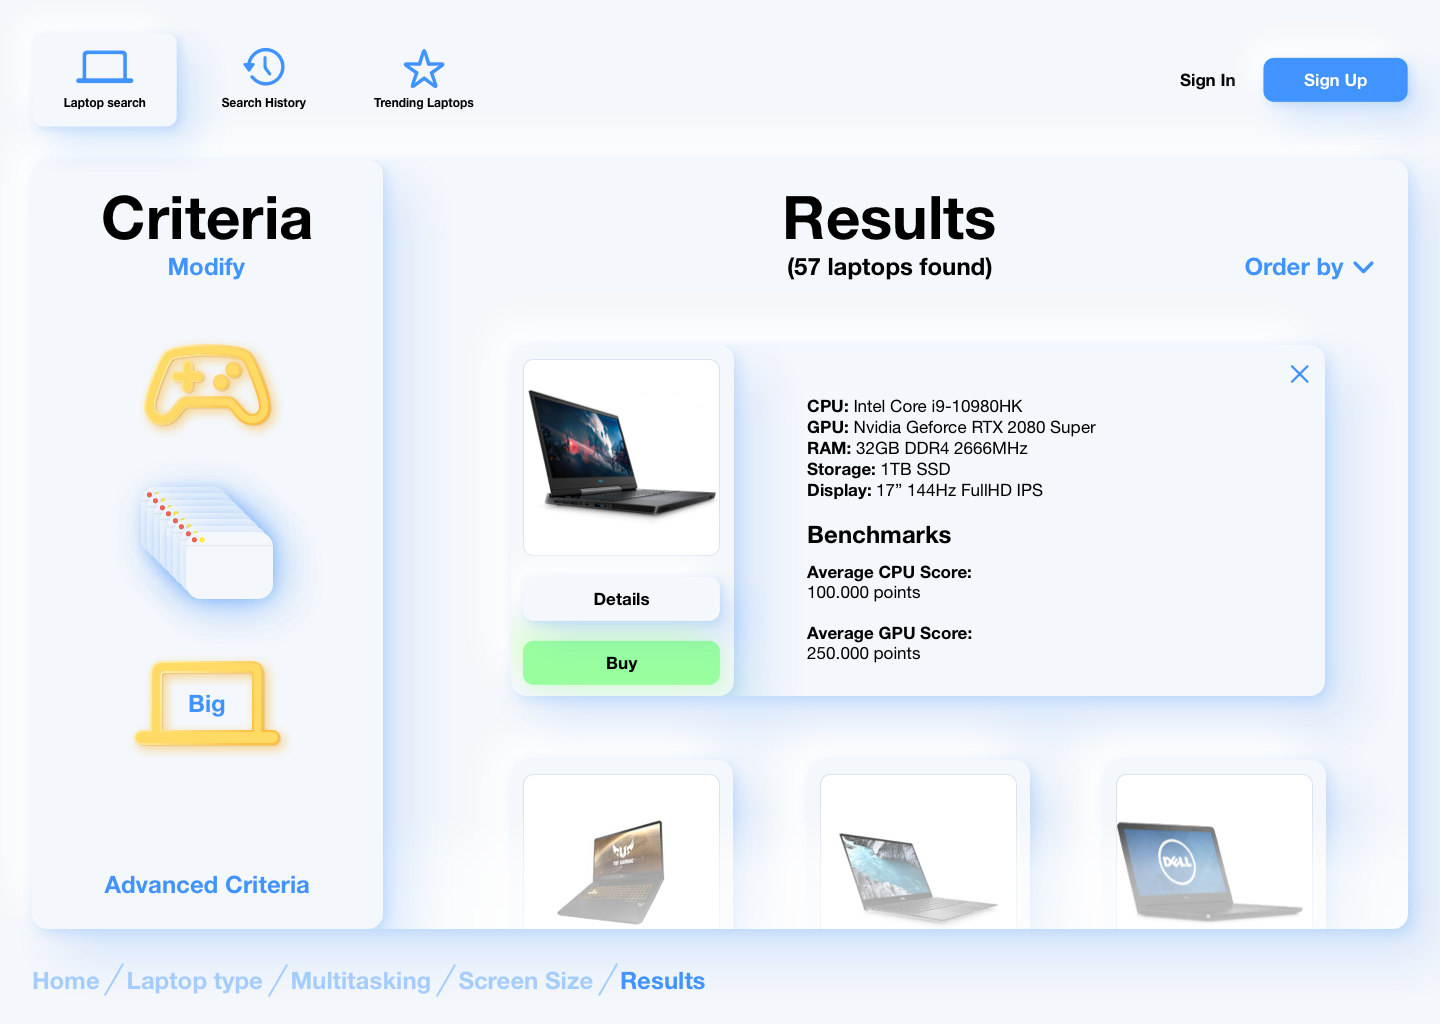 Laptop search
Search History
Trending Laptops
Sign In
Sign Up
Criteria
Modify
Big
Advanced Criteria
Results
(57 laptops found)
Order by
Details
Buy
CPU: Intel Core i9-10980HK
GPU: Nvidia Geforce RTX 2080 Super
RAM: 32GB DDR4 2666MHz
Storage: 1TB SSD
Display: 17” 144Hz FullHD IPS
Benchmarks
Average CPU Score:
100.000 points
Average GPU Score:
250.000 points
DELL
Home / Laptop type / Multitasking / Screen Size / Results